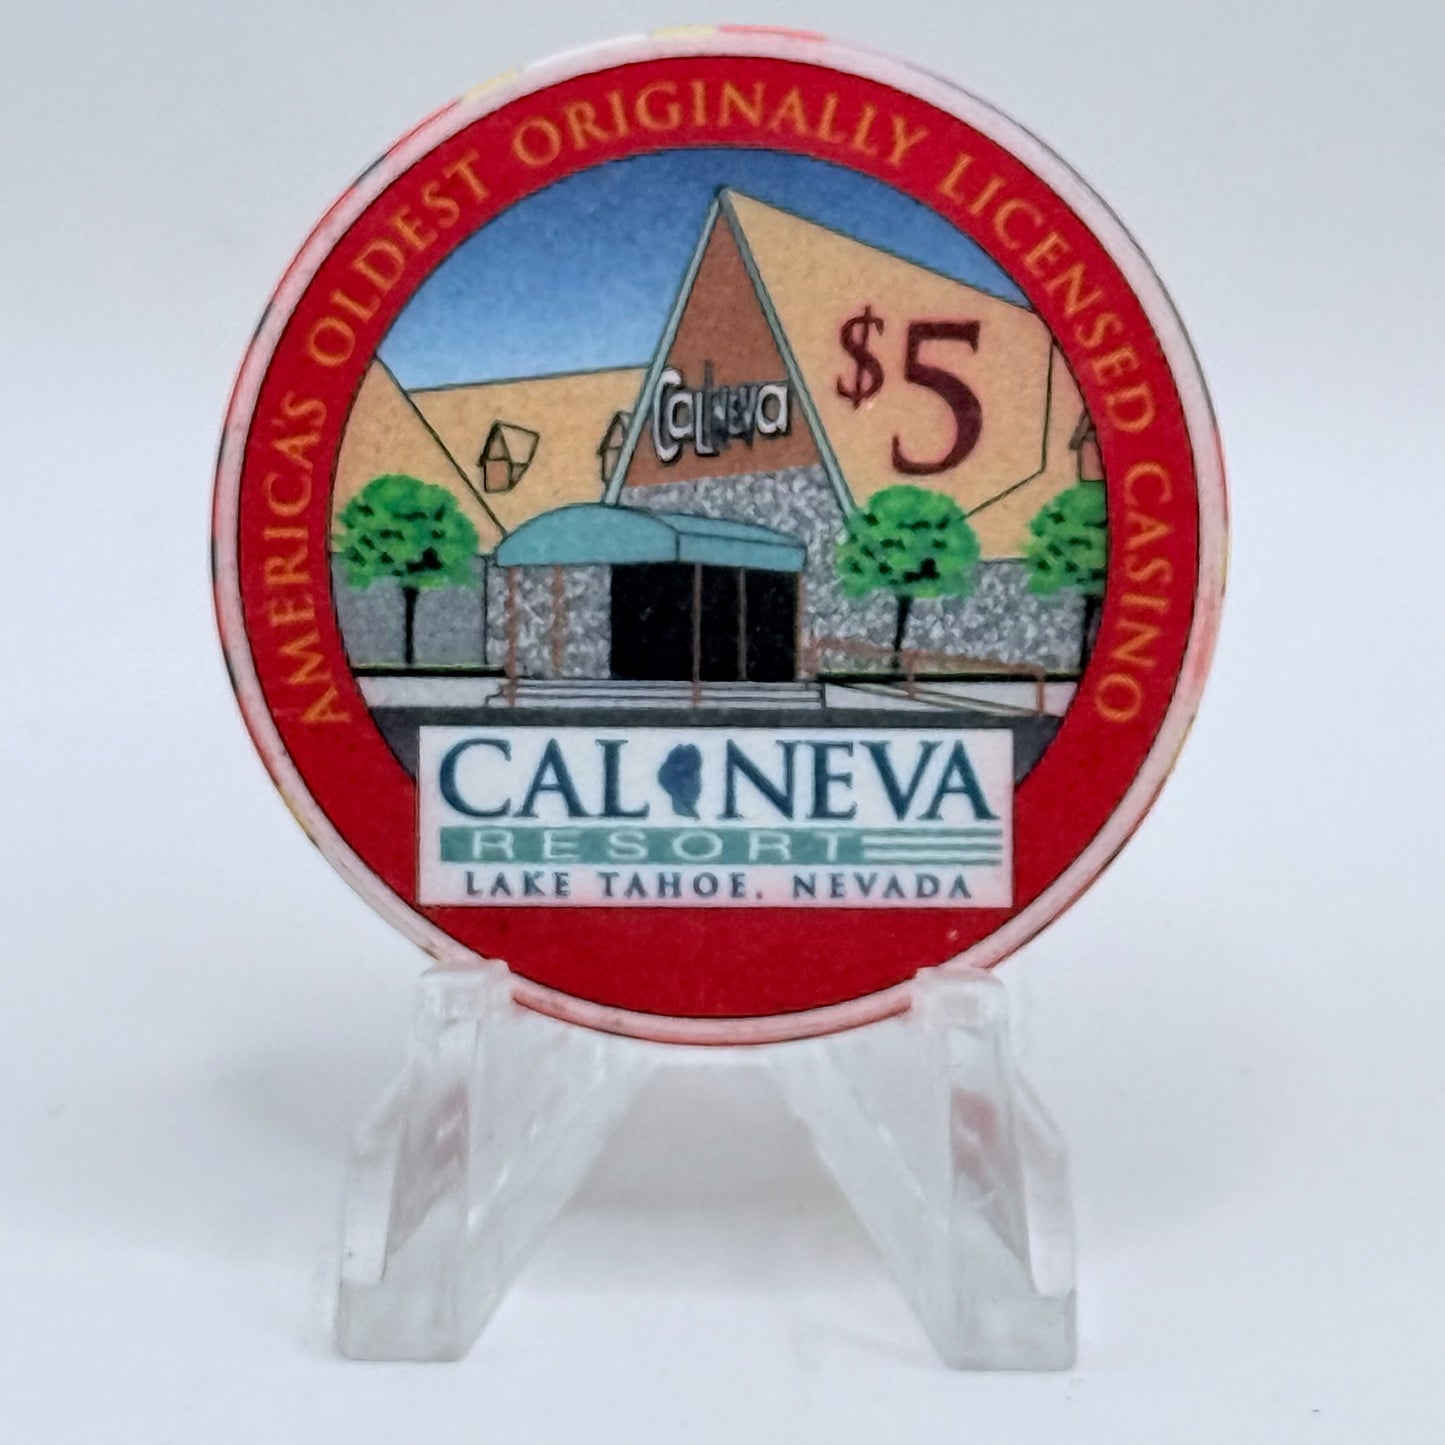 AMERICA'S OLDEST ORIGINALLY LICENSED CASINO
$5
CalNeva
CAL NEVA
RESORT
LAKE TAHOE, NEVADA